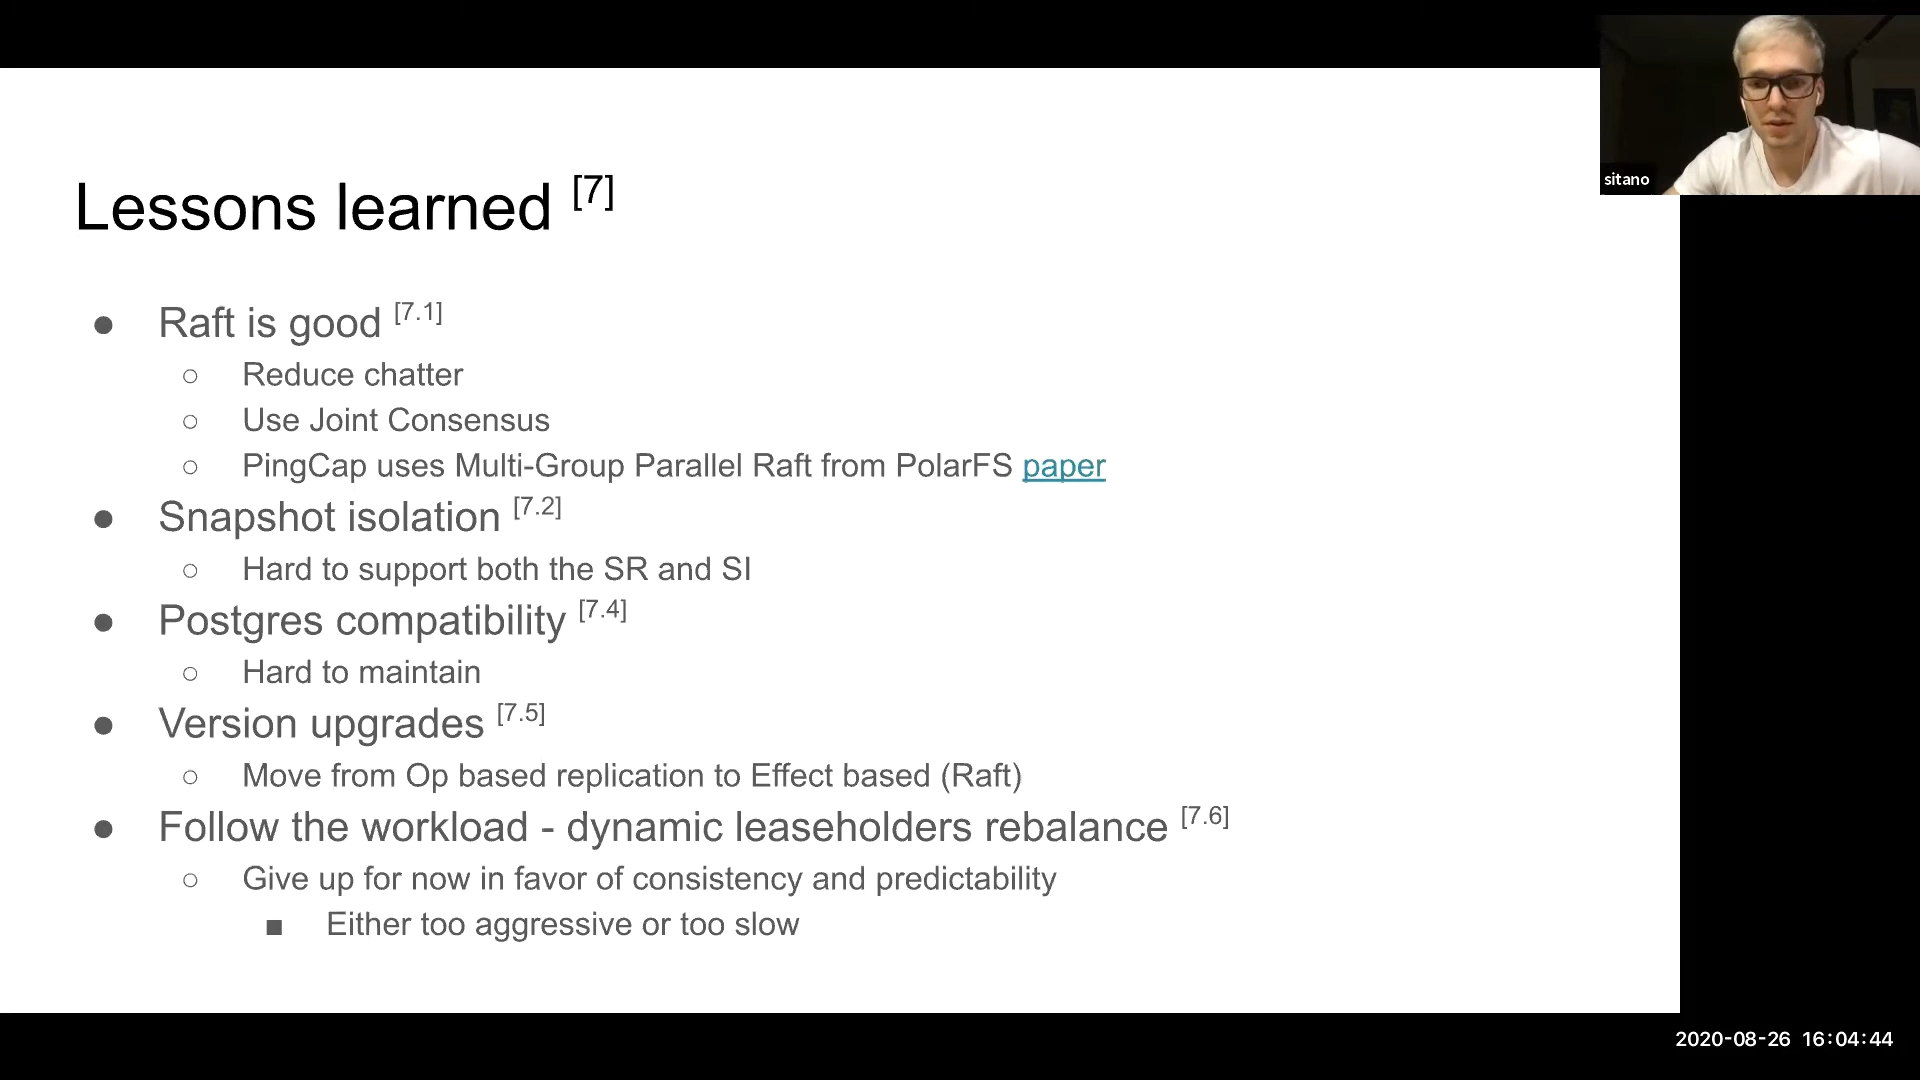 sitano
Lessons learned [7]
● Raft is good [7.1]
○ Reduce chatter
○ Use Joint Consensus
○ PingCap uses Multi-Group Parallel Raft from PolarFS paper
● Snapshot isolation [7.2]
○ Hard to support both the SR and SI
● Postgres compatibility [7.4]
○ Hard to maintain
● Version upgrades [7.5]
○ Move from Op based replication to Effect based (Raft)
● Follow the workload - dynamic leaseholders rebalance [7.6]
○ Give up for now in favor of consistency and predictability
■ Either too aggressive or too slow
2020-08-26 16:04:44